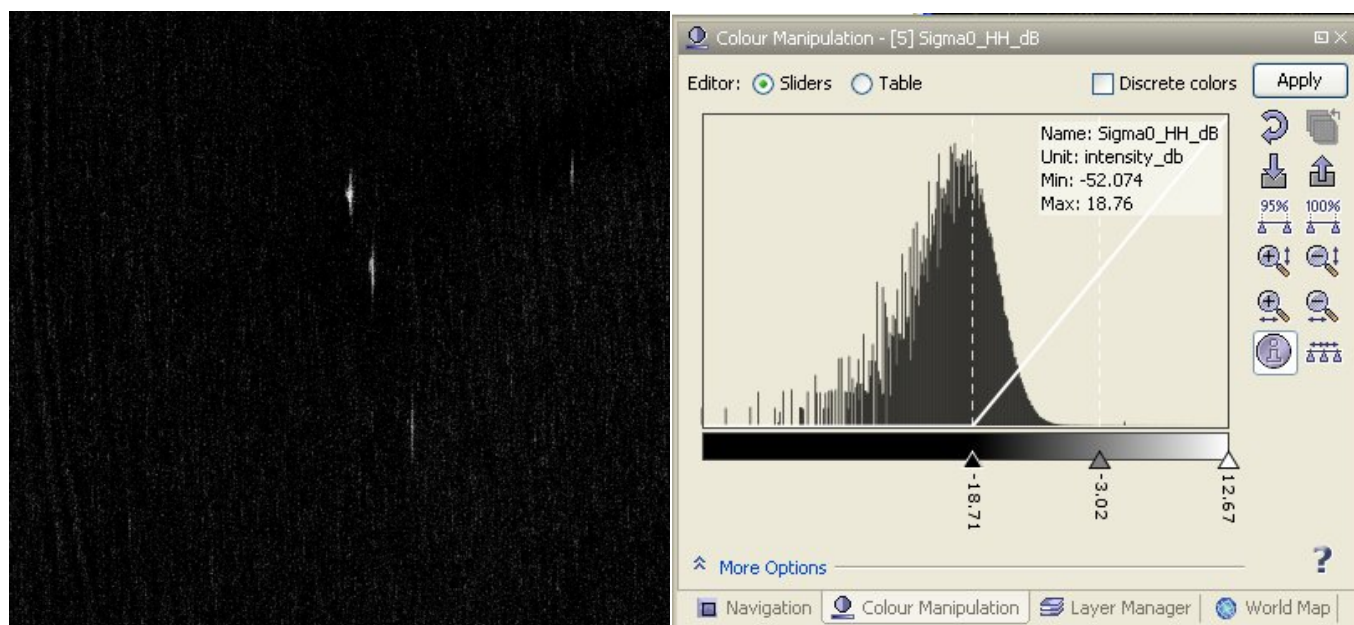 Colour Manipulation - [5] Sigma0_HH_dB
Editor: Sliders Table Discrete colors Apply
Name: Sigma0_HH_dB
Unit: intensity_db
Min: -52.074
Max: 18.76
95% 100%
-18.71 -3.02 12.67
More Options
?
Navigation Colour Manipulation Layer Manager World Map